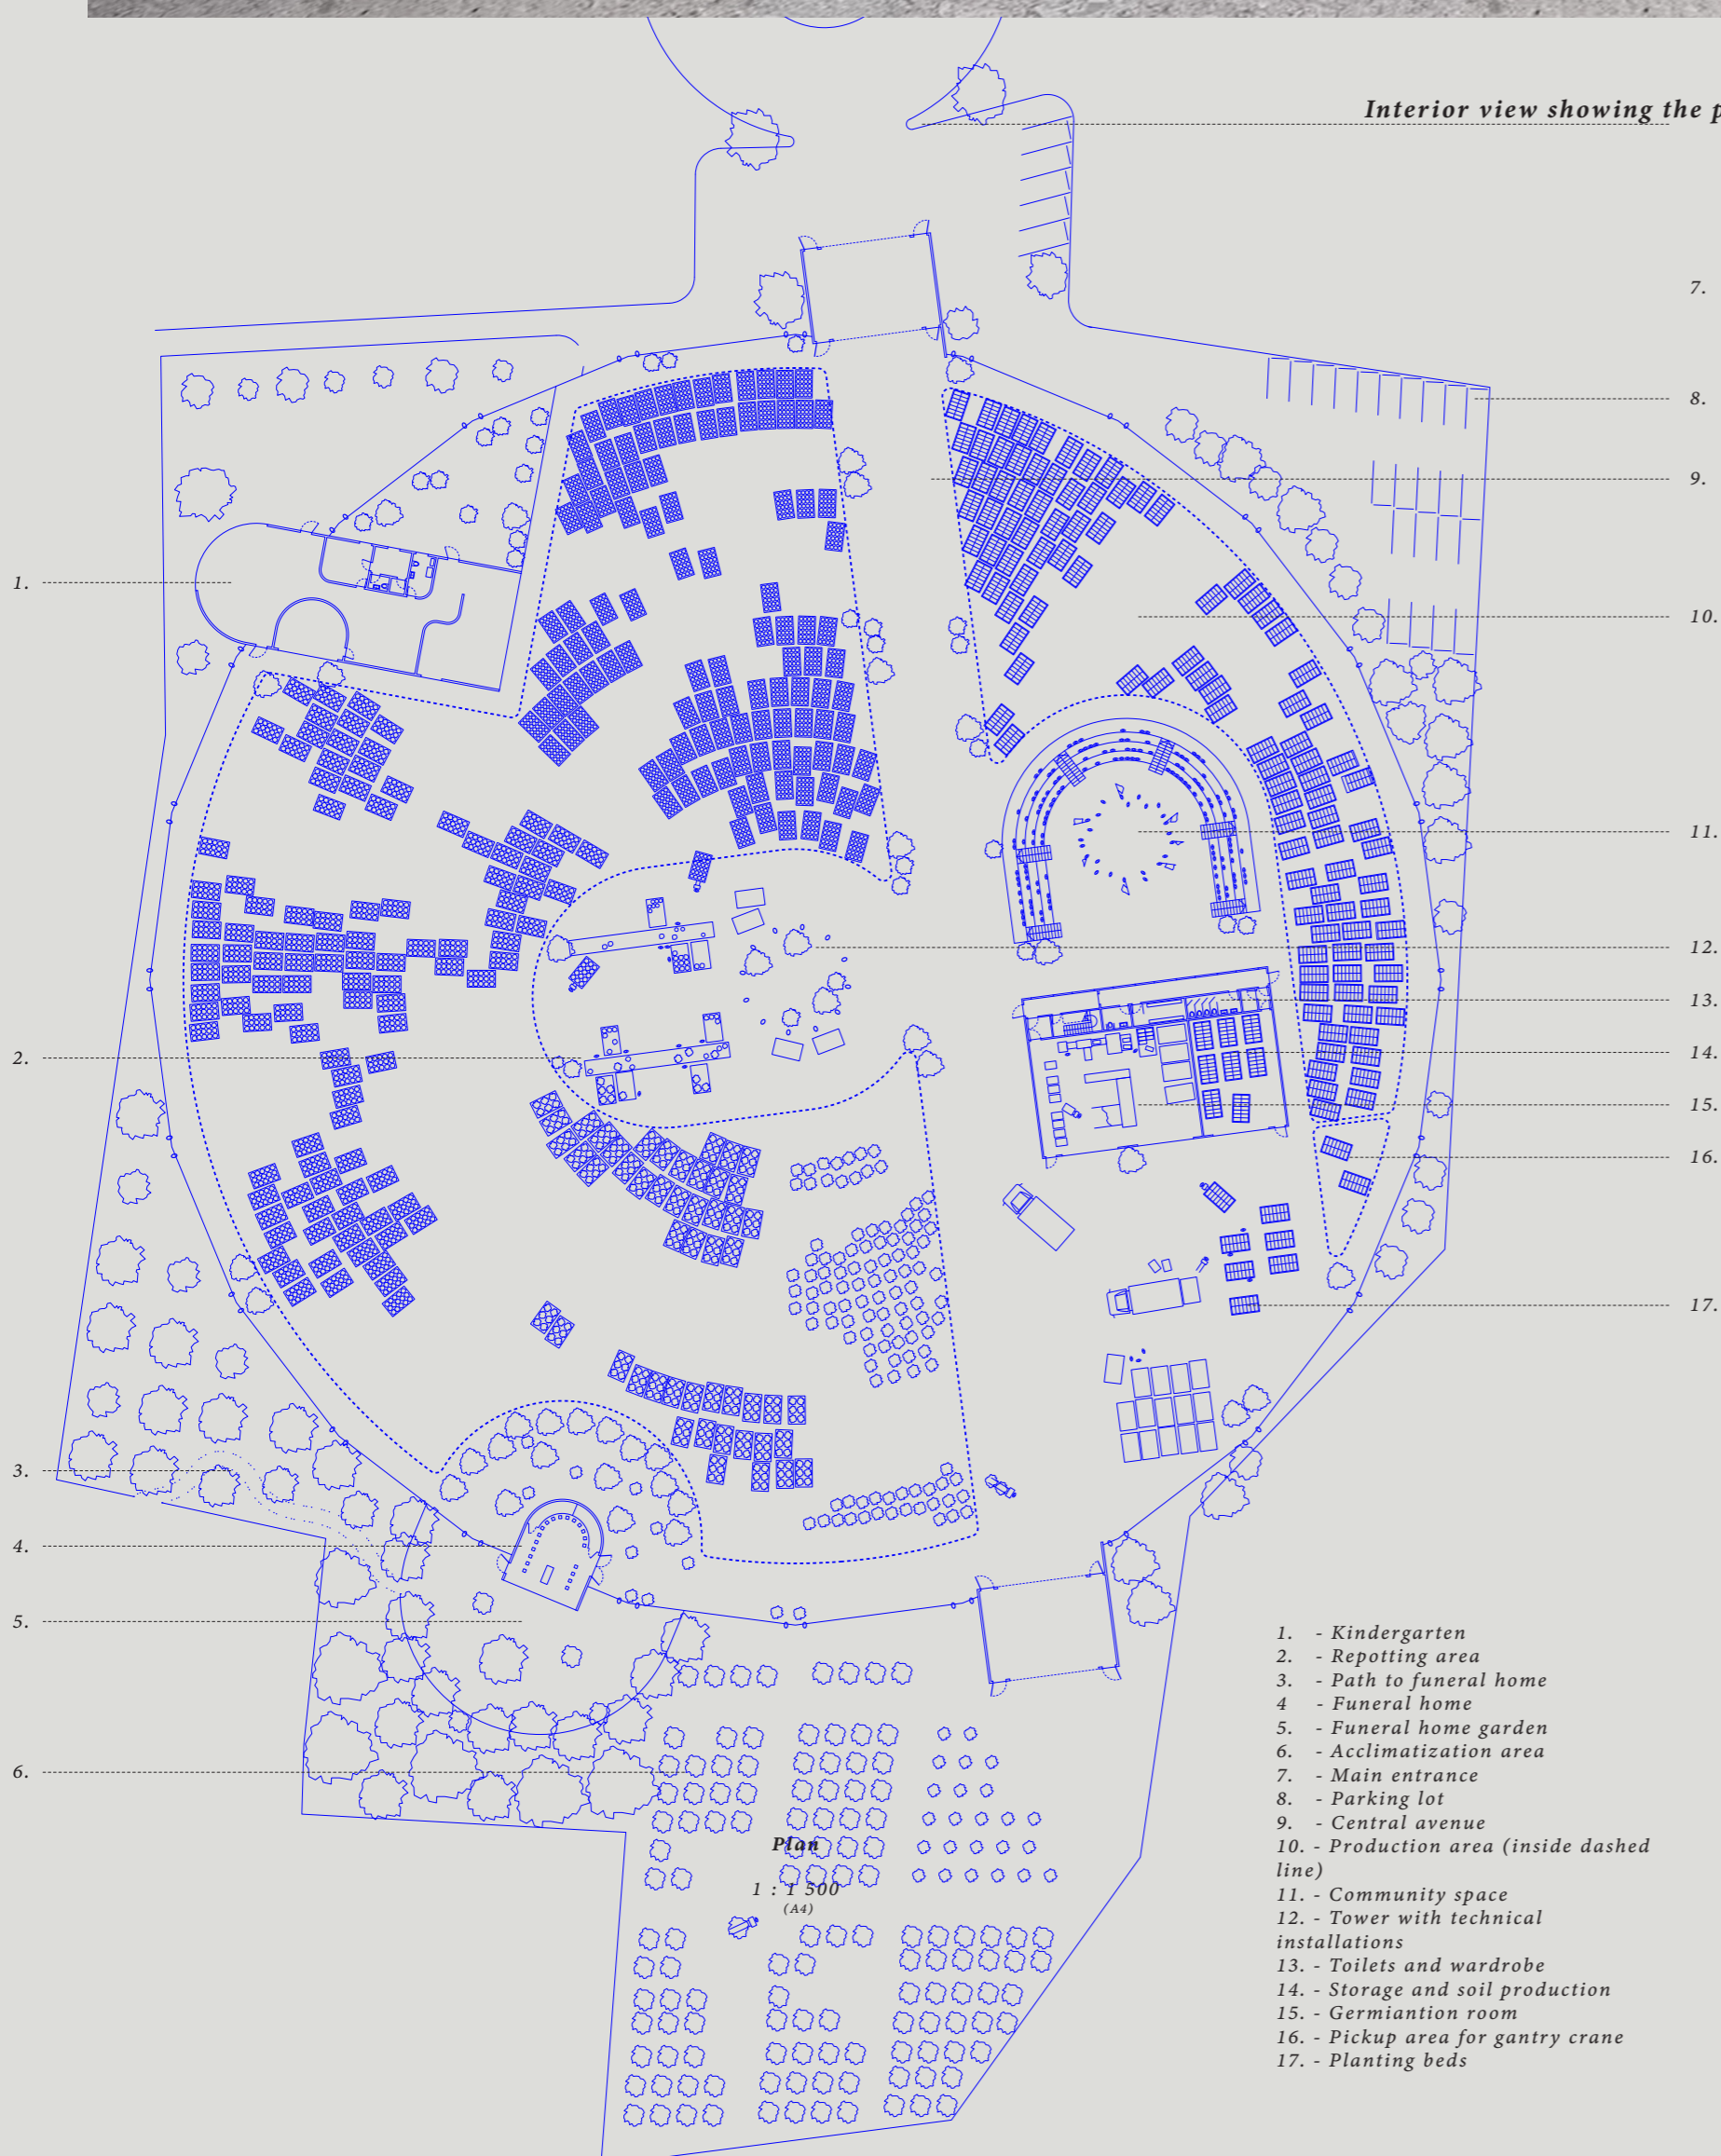 Interior view showing the p
7.
8.
9.
1.
10.
11.
12.
13.
2.
14.
15.
16.
17.
3.
4.
5.
6.
Plan
1 : 1 500
(A4)
1. - Kindergarten
2. - Repotting area
3. - Path to funeral home
4 - Funeral home
5. - Funeral home garden
6. - Acclimatization area
7. - Main entrance
8. - Parking lot
9. - Central avenue
10. - Production area (inside dashed
line)
11. - Community space
12. - Tower with technical
installations
13. - Toilets and wardrobe
14. - Storage and soil production
15. - Germiantion room
16. - Pickup area for gantry crane
17. - Planting beds